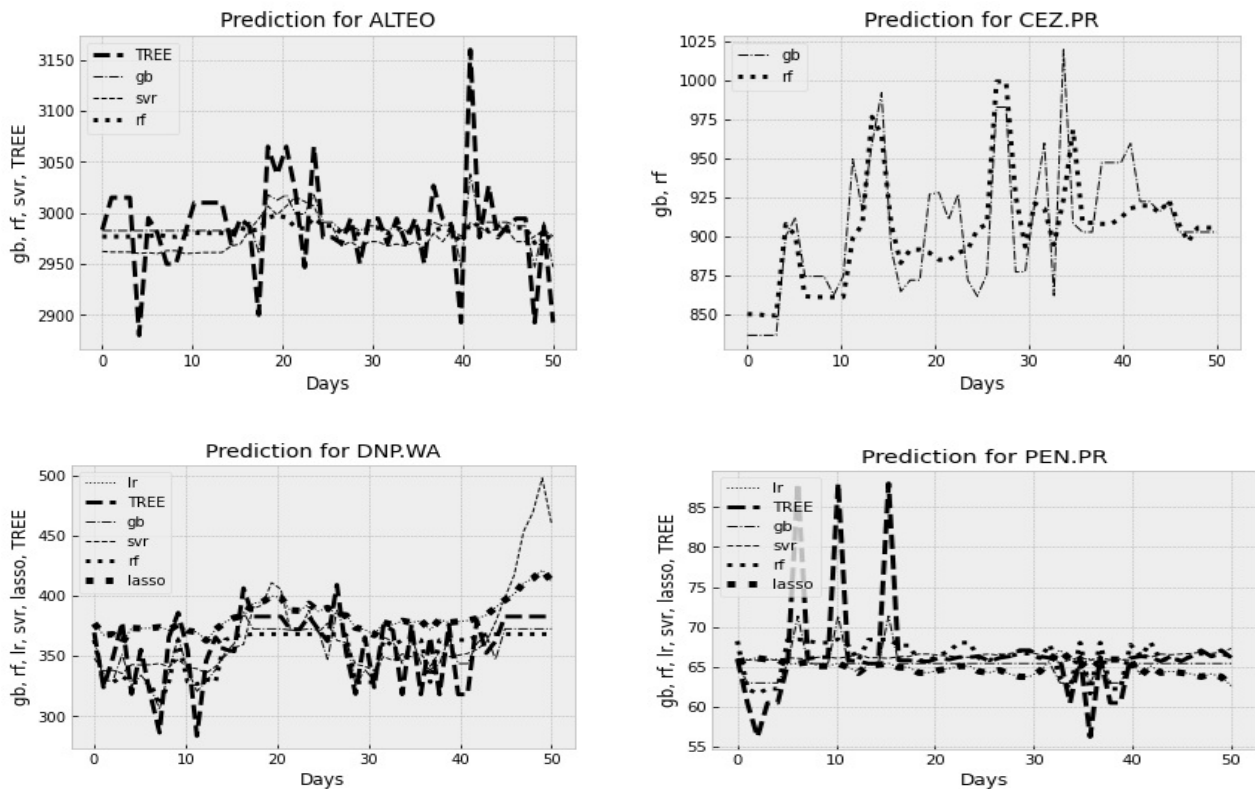 Prediction for ALTEO
gb, rf, svr, TREE
3150
3100
3050
3000
2950
2900
TREE
gb
svr
rf
0 10 20 30 40 50
Days
Prediction for CEZ.PR
gb, rf
1025
1000
975
950
925
900
875
850
gb
rf
0 10 20 30 40 50
Days
Prediction for DNP.WA
gb, rf, lr, svr, lasso, TREE
500
450
400
350
300
lr
TREE
gb
svr
rf
lasso
0 10 20 30 40 50
Days
Prediction for PEN.PR
gb, rf, lr, svr, lasso, TREE
85
80
75
70
65
60
55
lr
TREE
gb
svr
rf
lasso
0 10 20 30 40 50
Days